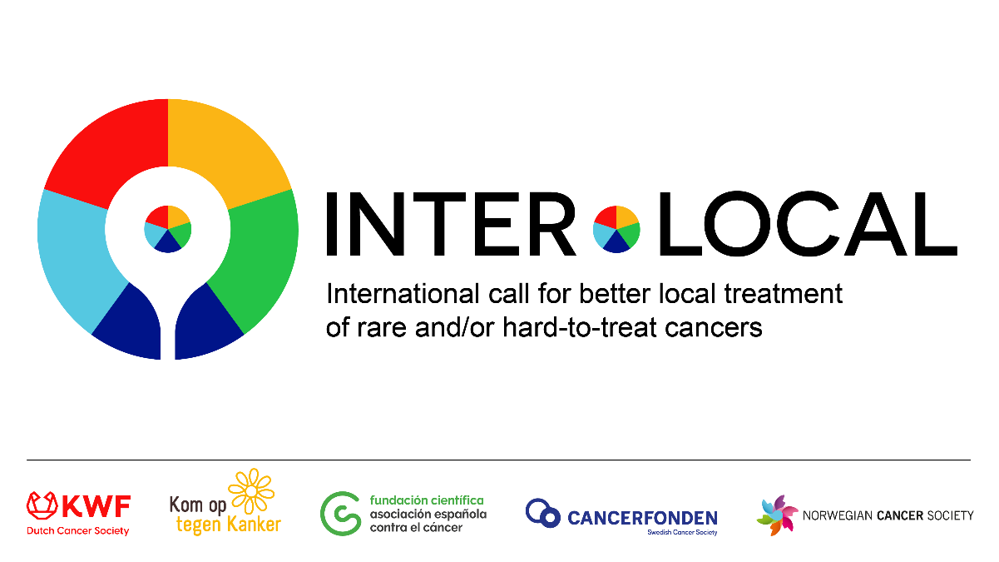 INTER LOCAL
International call for better local treatment
of rare and/or hard-to-treat cancers
KWF
Dutch Cancer Society
Kom op
tegen Kanker
fundación científica
asociación española
contra el cáncer
CANCERFONDEN
Swedish Cancer Society
NORWEGIAN CANCER SOCIETY